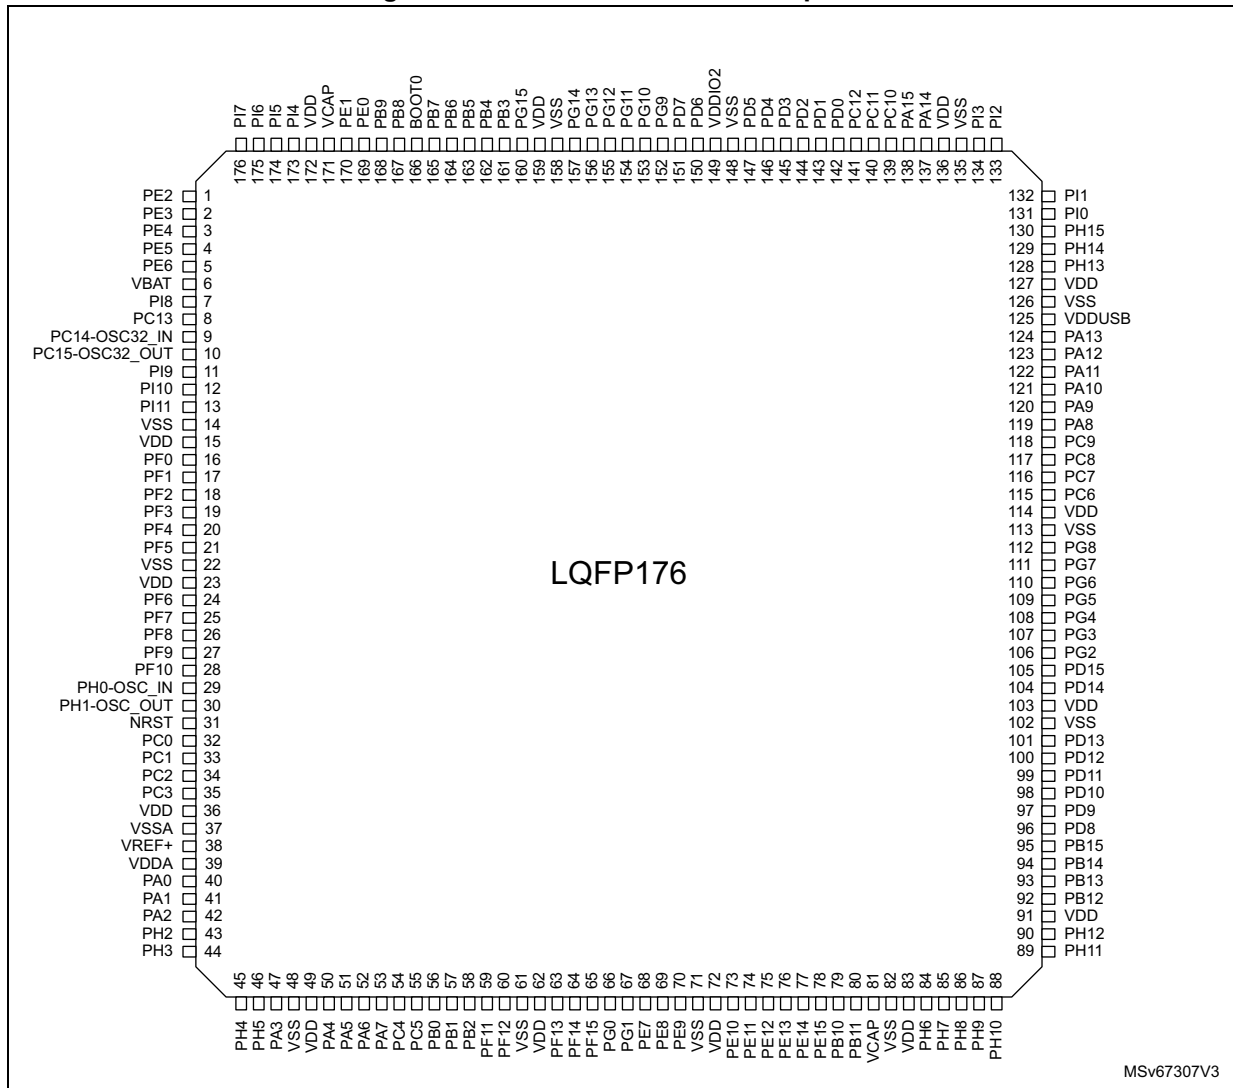 PI7 PI6 PI5 PI4 VDD VCAP PE1 PE0 PB9 PB8 BOOT0 PB7 PB6 PB5 PB4 PB3 PG15 VDD VSS PG14 PG13 PG12 PG11 PG10 PG9 PD7 PD6 VDDIO2 VSS PD5 PD4 PD3 PD2 PD1 PD0 PC12 PC11 PC10 PA15 PA14 VDD VSS PI3 PI2
176 175 174 173 172 171 170 169 168 167 166 165 164 163 162 161 160 159 158 157 156 155 154 153 152 151 150 149 148 147 146 145 144 143 142 141 140 139 138 137 136 135 134 133
PE2 1 132 PI1
PE3 2 131 PI0
PE4 3 130 PH15
PE5 4 129 PH14
PE6 5 128 PH13
VBAT 6 127 VDD
PI8 7 126 VSS
PC13 8 125 VDDUSB
PC14-OSC32_IN 9 124 PA13
PC15-OSC32_OUT 10 123 PA12
PI9 11 122 PA11
PI10 12 121 PA10
PI11 13 120 PA9
VSS 14 119 PA8
VDD 15 118 PC9
PF0 16 117 PC8
PF1 17 116 PC7
PF2 18 115 PC6
PF3 19 114 VDD
PF4 20 113 VSS
PF5 21 112 PG8
VSS 22 111 PG7
VDD 23 110 PG6
PF6 24 109 PG5
PF7 25 108 PG4
PF8 26 107 PG3
PF9 27 106 PG2
PF10 28 105 PD15
PH0-OSC_IN 29 104 PD14
PH1-OSC_OUT 30 103 VDD
NRST 31 102 VSS
PC0 32 101 PD13
PC1 33 100 PD12
PC2 34 99 PD11
PC3 35 98 PD10
VDD 36 97 PD9
VSSA 37 96 PD8
VREF+ 38 95 PB15
VDDA 39 94 PB14
PA0 40 93 PB13
PA1 41 92 PB12
PA2 42 91 VDD
PH2 43 90 PH12
PH3 44 89 PH11
LQFP176
45 46 47 48 49 50 51 52 53 54 55 56 57 58 59 60 61 62 63 64 65 66 67 68 69 70 71 72 73 74 75 76 77 78 79 80 81 82 83 84 85 86 87 88
PH4 PH5 PA3 VSS VDD PA4 PA5 PA6 PA7 PC4 PC5 PB0 PB1 PB2 PF11 PF12 VSS VDD PF13 PF14 PF15 PG0 PG1 PE7 PE8 PE9 VSS VDD PE10 PE11 PE12 PE13 PE14 PE15 PB10 PB11 VCAP VSS VDD PH6 PH7 PH8 PH9 PH10
MSv67307V3